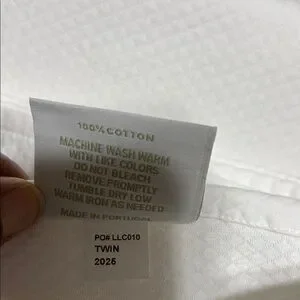 100% COTTON
MACHINE WASH WARM
WITH LIKE COLORS
DO NOT BLEACH
REMOVE PROMPTLY
TUMBLE DRY LOW
WARM IRON AS NEEDED
MADE IN PORTUGAL
PO# LLC010
TWIN
2025